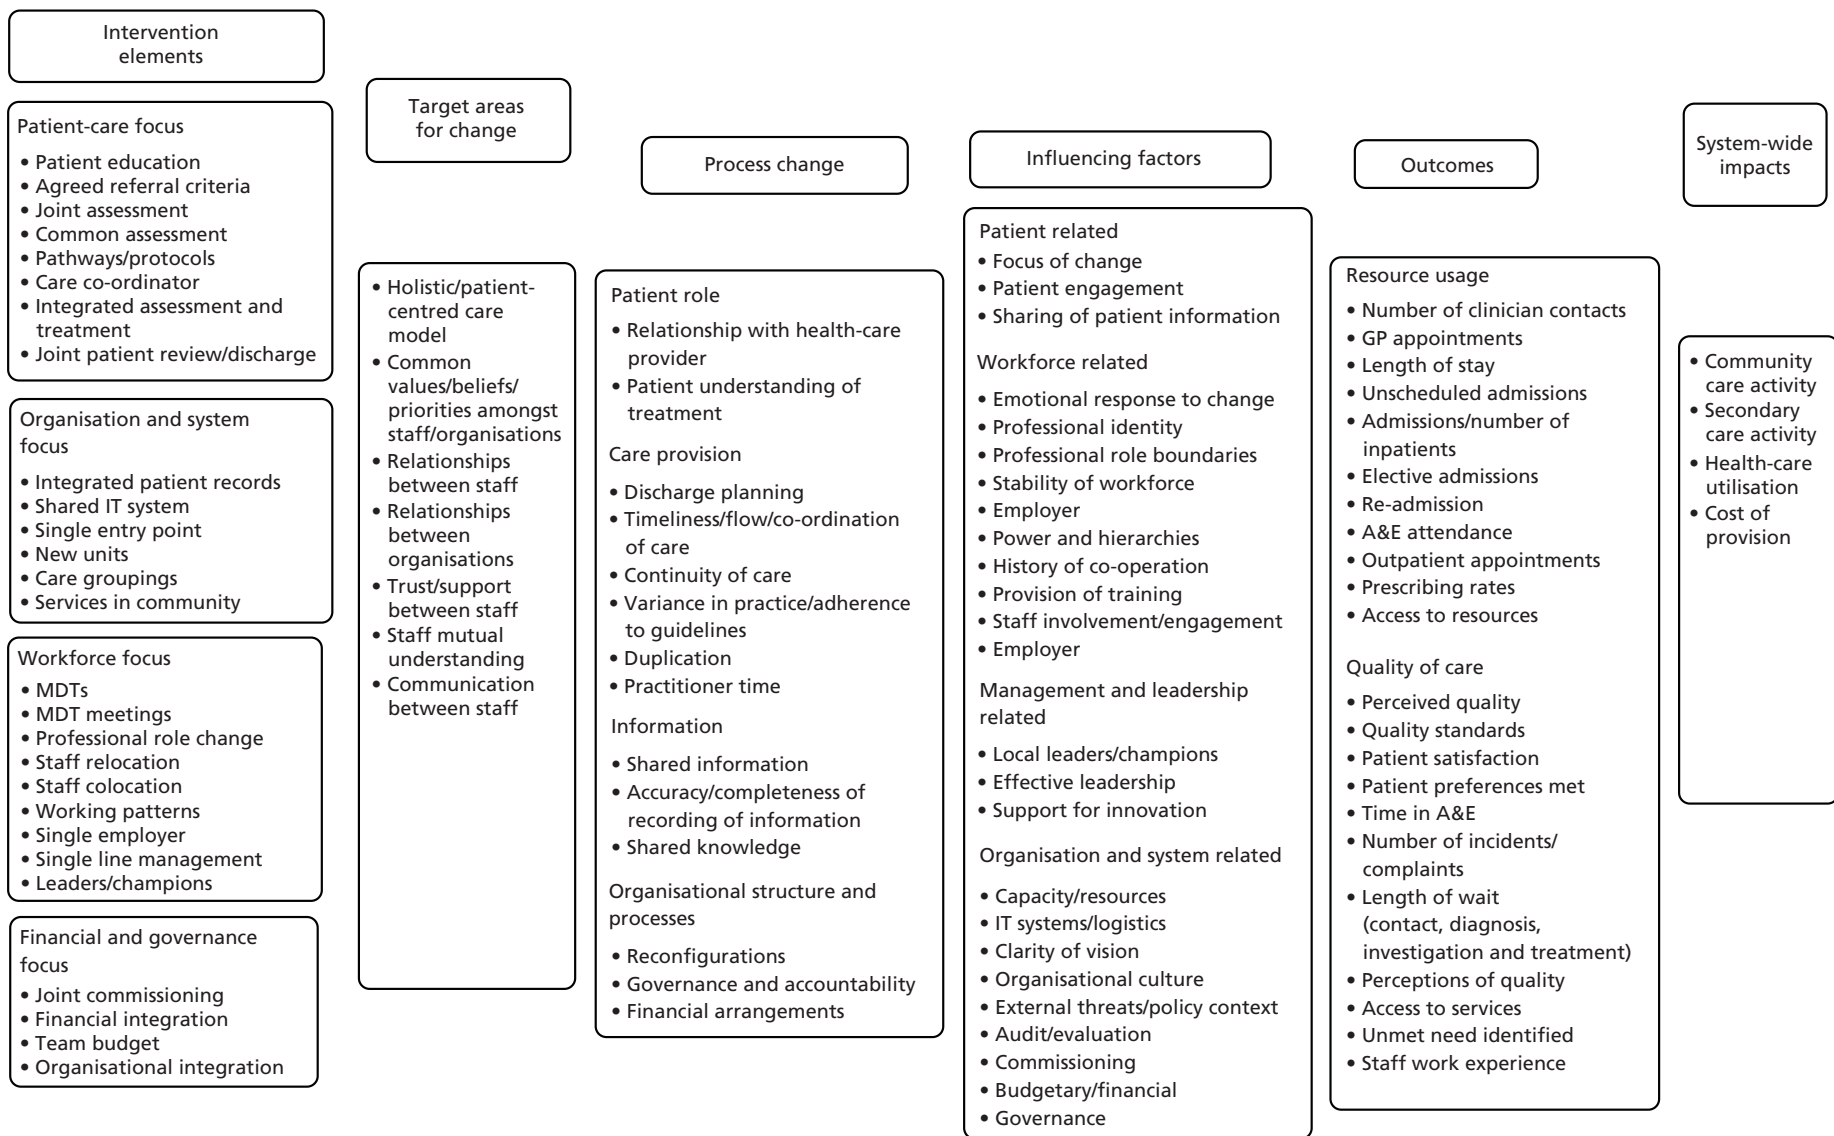 Intervention
elements
Patient-care focus
• Patient education
• Agreed referral criteria
• Joint assessment
• Common assessment
• Pathways/protocols
• Care co-ordinator
• Integrated assessment and
treatment
• Joint patient review/discharge
Organisation and system
focus
• Integrated patient records
• Shared IT system
• Single entry point
• New units
• Care groupings
• Services in community
Workforce focus
• MDTs
• MDT meetings
• Professional role change
• Staff relocation
• Staff colocation
• Working patterns
• Single employer
• Single line management
• Leaders/champions
Financial and governance
focus
• Joint commissioning
• Financial integration
• Team budget
• Organisational integration
Target areas
for change
• Holistic/patient-
centred care
model
• Common
values/beliefs/
priorities amongst
staff/organisations
• Relationships
between staff
• Relationships
between
organisations
• Trust/support
between staff
• Staff mutual
understanding
• Communication
between staff
Process change
Patient role
• Relationship with health-care
provider
• Patient understanding of
treatment
Care provision
• Discharge planning
• Timeliness/flow/co-ordination
of care
• Continuity of care
• Variance in practice/adherence
to guidelines
• Duplication
• Practitioner time
Information
• Shared information
• Accuracy/completeness of
recording of information
• Shared knowledge
Organisational structure and
processes
• Reconfigurations
• Governance and accountability
• Financial arrangements
Influencing factors
Patient related
• Focus of change
• Patient engagement
• Sharing of patient information
Workforce related
• Emotional response to change
• Professional identity
• Professional role boundaries
• Stability of workforce
• Employer
• Power and hierarchies
• History of co-operation
• Provision of training
• Staff involvement/engagement
• Employer
Management and leadership
related
• Local leaders/champions
• Effective leadership
• Support for innovation
Organisation and system related
• Capacity/resources
• IT systems/logistics
• Clarity of vision
• Organisational culture
• External threats/policy context
• Audit/evaluation
• Commissioning
• Budgetary/financial
• Governance
Outcomes
Resource usage
• Number of clinician contacts
• GP appointments
• Length of stay
• Unscheduled admissions
• Admissions/number of
inpatients
• Elective admissions
• Re-admission
• A&E attendance
• Outpatient appointments
• Prescribing rates
• Access to resources
Quality of care
• Perceived quality
• Quality standards
• Patient satisfaction
• Patient preferences met
• Time in A&E
• Number of incidents/
complaints
• Length of wait
(contact, diagnosis,
investigation and treatment)
• Perceptions of quality
• Access to services
• Unmet need identified
• Staff work experience
System-wide
impacts
• Community
care activity
• Secondary
care activity
• Health-care
utilisation
• Cost of
provision